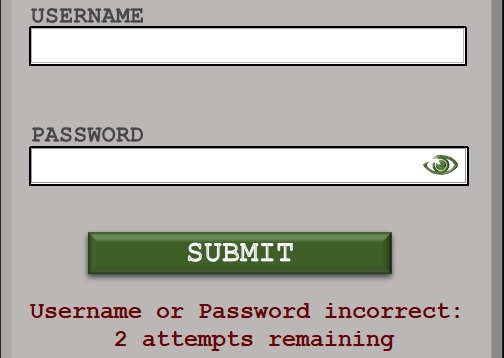 USERNAME
PASSWORD
SUBMIT
Username or Password incorrect:
2 attempts remaining